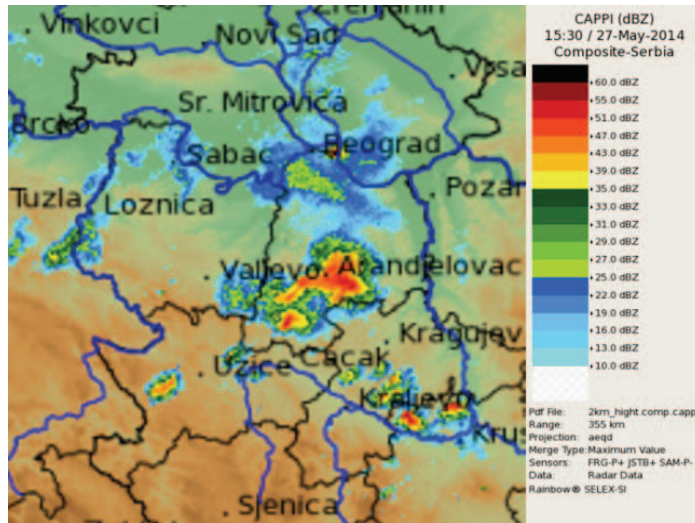 Vinkovci
Zrenjanin
Novi Sad
Vrsa
Sr. Mitrovica
Brcko
Beograd
Sabac
Pozar
Tuzla
Loznica
Valjevo
Arandjelovac
Kragujev
Uzice
Cacak
Kraljevo
Krus
Sjenica
CAPPI (dBZ)
15:30 / 27-May-2014
Composite-Serbia
60.0 dBZ
55.0 dBZ
51.0 dBZ
47.0 dBZ
43.0 dBZ
39.0 dBZ
35.0 dBZ
33.0 dBZ
31.0 dBZ
29.0 dBZ
27.0 dBZ
25.0 dBZ
22.0 dBZ
19.0 dBZ
16.0 dBZ
13.0 dBZ
10.0 dBZ
Pdf File: 2km_hight.comp.capp
Range: 355 km
Projection: aeqd
Merge Type: Maximum Value
Sensors: FRG-P+ JSTB+ SAM-P-
Data: Radar Data
Rainbow® SELEX-SI